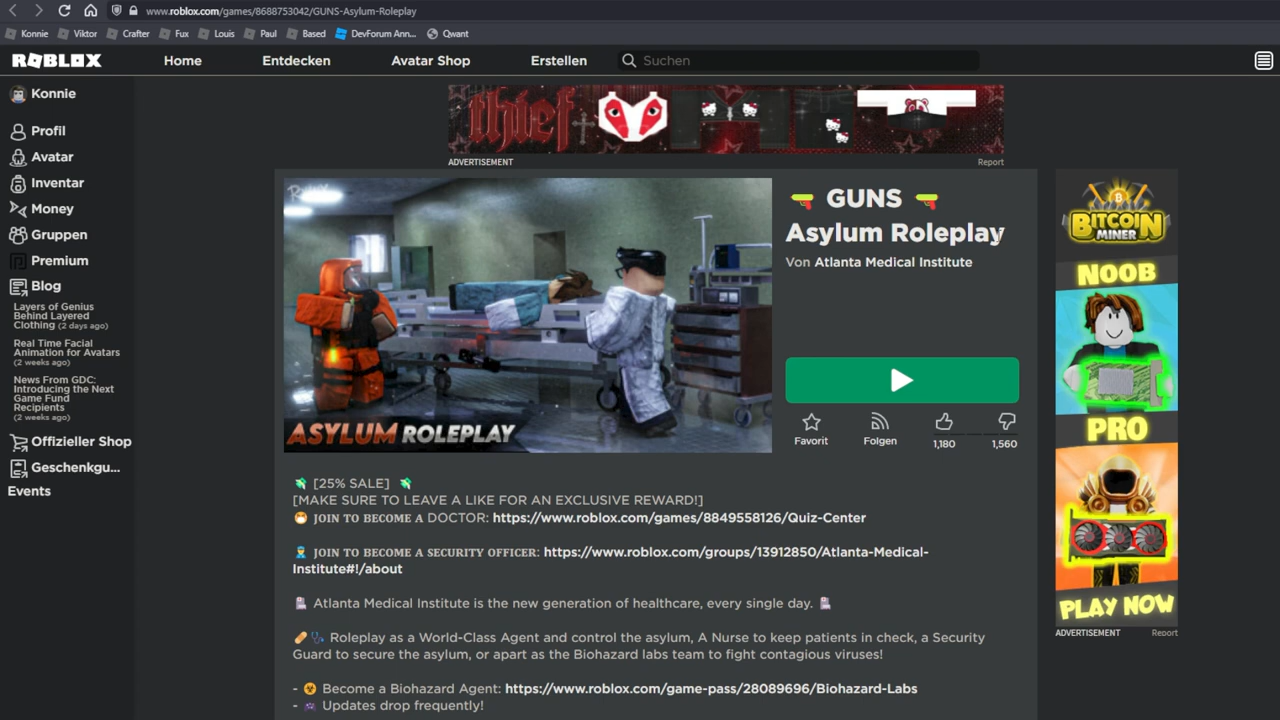 www.roblox.com/games/8688753042/GUNS-Asylum-Roleplay
Konnie Viktor Crafter Fux Louis Paul Based DevForum Ann... Qwant
ROBLOX Home Entdecken Avatar Shop Erstellen Suchen
Konnie
Profil
Avatar
Inventar
Money
Gruppen
Premium
Blog
Layers of Genius
Behind Layered
Clothing (2 days ago)
Real Time Facial
Animation for Avatars
(2 weeks ago)
News From GDC:
Introducing the Next
Game Fund
Recipients
(2 weeks ago)
Offizieller Shop
Geschenkgu...
Events
thief
ADVERTISEMENT Report
ASYLUM ROLEPLAY
🔫 GUNS 🔫
Asylum Roleplay
Von Atlanta Medical Institute
Favorit Folgen 1,180 1,560
💸 [25% SALE] 💸
[MAKE SURE TO LEAVE A LIKE FOR AN EXCLUSIVE REWARD!]
😷 ᴊᴏɪɴ ᴛᴏ ʙᴇᴄᴏᴍᴇ ᴀ DOCTOR: https://www.roblox.com/games/8849558126/Quiz-Center
👮 ᴊᴏɪɴ ᴛᴏ ʙᴇᴄᴏᴍᴇ ᴀ sᴇᴄᴜʀɪᴛʏ ᴏғғɪᴄᴇʀ: https://www.roblox.com/groups/13912850/Atlanta-Medical-
Institute#!/about
🏥 Atlanta Medical Institute is the new generation of healthcare, every single day. 🏥
🩹🩺 Roleplay as a World-Class Agent and control the asylum, A Nurse to keep patients in check, a Security
Guard to secure the asylum, or apart as the Biohazard labs team to fight contagious viruses!
- ☣️ Become a Biohazard Agent: https://www.roblox.com/game-pass/28089696/Biohazard-Labs
- 🎮 Updates drop frequently!
BITCOIN
MINER
NOOB
PRO
PLAY NOW
ADVERTISEMENT Report